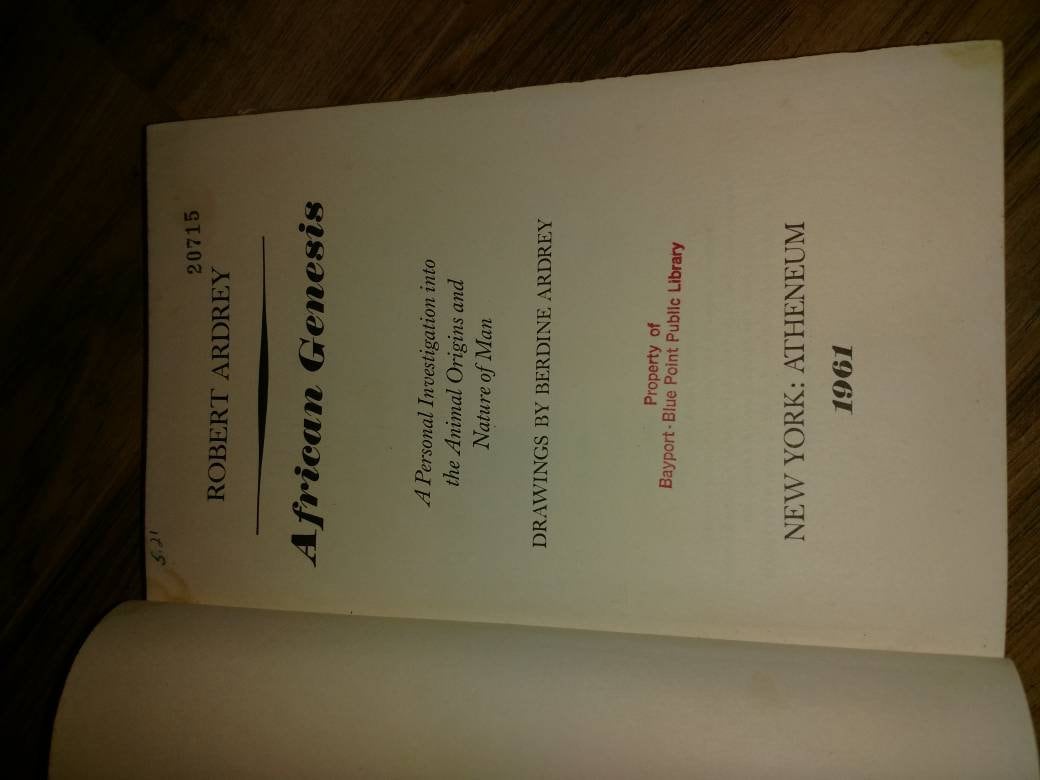 20715
ROBERT ARDREY
African Genesis
A Personal Investigation into
the Animal Origins and
Nature of Man
DRAWINGS BY BERDINE ARDREY
Property of
Bayport - Blue Point Public Library
NEW YORK: ATHENEUM
1961